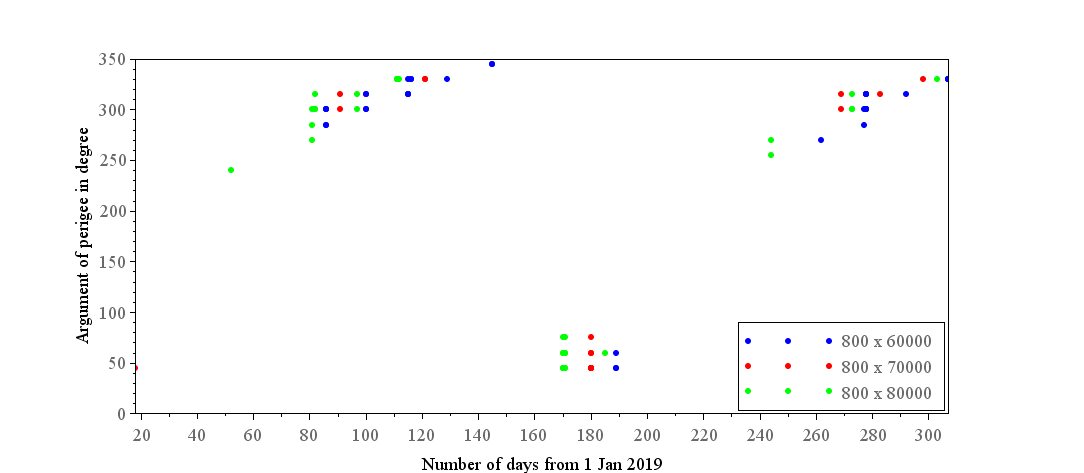 350
300
250
200
150
100
50
0
Argument of perigee in degree
800 x 60000
800 x 70000
800 x 80000
20 40 60 80 100 120 140 160 180 200 220 240 260 280 300
Number of days from 1 Jan 2019